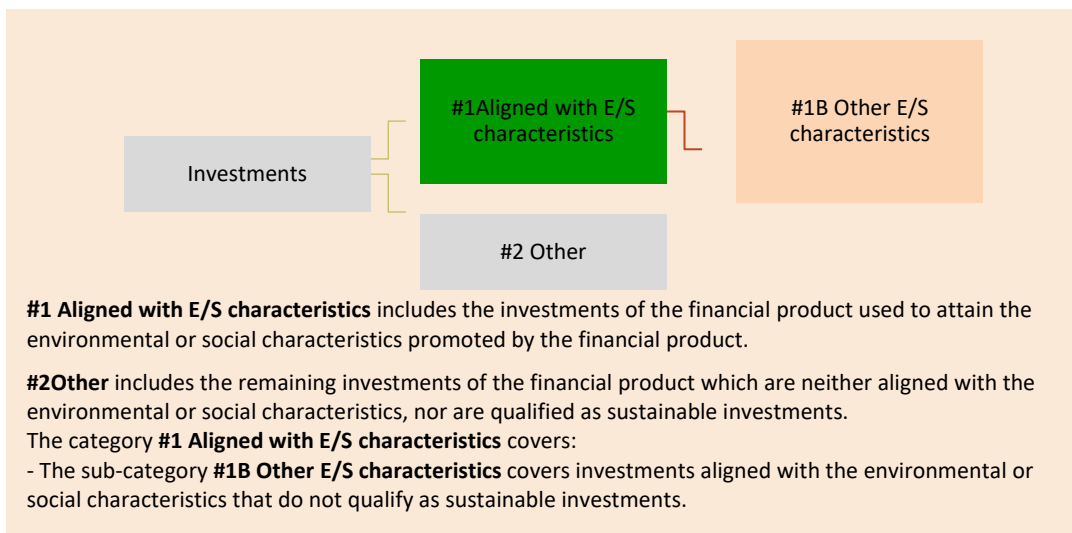 #1Aligned with E/S
characteristics
#1B Other E/S
characteristics
Investments
#2 Other
#1 Aligned with E/S characteristics includes the investments of the financial product used to attain the
environmental or social characteristics promoted by the financial product.
#2Other includes the remaining investments of the financial product which are neither aligned with the
environmental or social characteristics, nor are qualified as sustainable investments.
The category #1 Aligned with E/S characteristics covers:
- The sub-category #1B Other E/S characteristics covers investments aligned with the environmental or
social characteristics that do not qualify as sustainable investments.